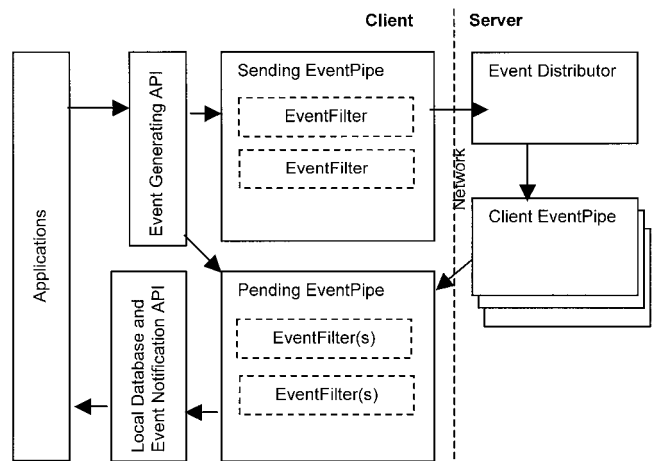 Client
Server
Applications
Event Generating API
Sending EventPipe
EventFilter
EventFilter
Network
Event Distributor
Client EventPipe
Local Database and
Event Notification API
Pending EventPipe
EventFilter(s)
EventFilter(s)